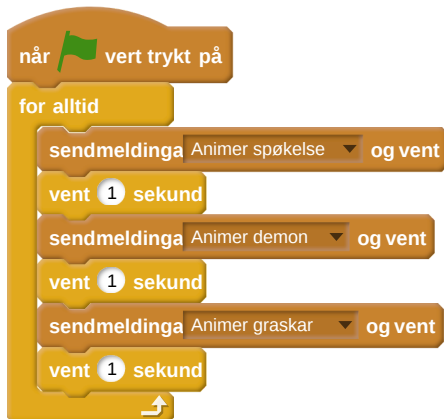 når vert trykt på
for alltid
sendmeldinga Animer spøkelse og vent
vent 1 sekund
sendmeldinga Animer demon og vent
vent 1 sekund
sendmeldinga Animer graskar og vent
vent 1 sekund